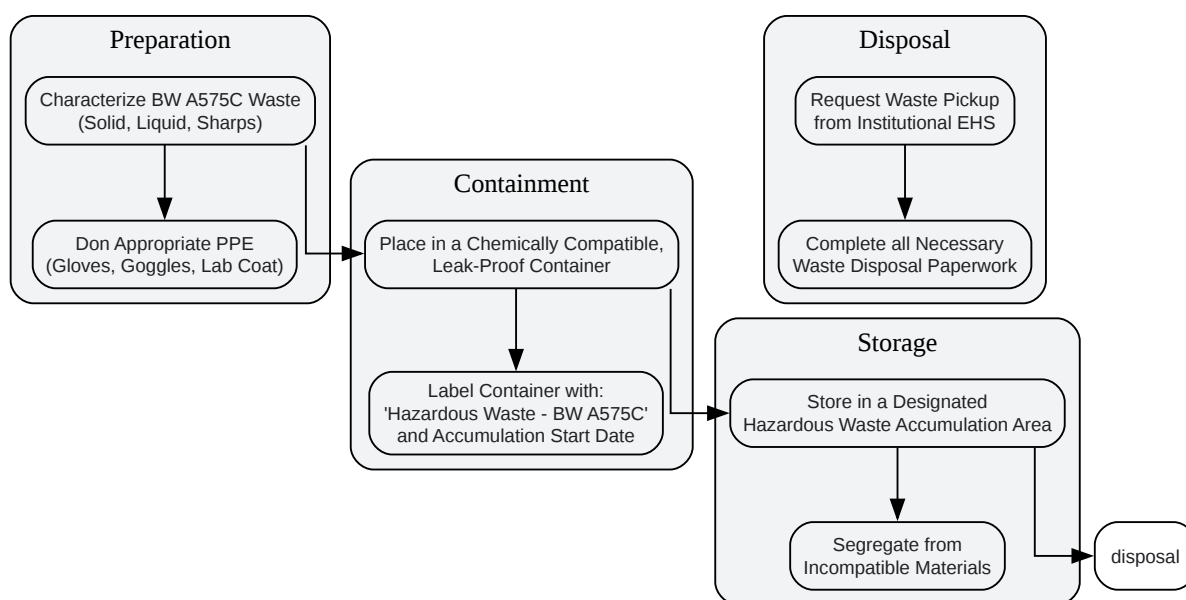 Preparation
Characterize BW A575C Waste
(Solid, Liquid, Sharps)
Don Appropriate PPE
(Gloves, Goggles, Lab Coat)
Containment
Place in a Chemically Compatible,
Leak-Proof Container
Label Container with:
'Hazardous Waste - BW A575C'
and Accumulation Start Date
Disposal
Request Waste Pickup
from Institutional EHS
Complete all Necessary
Waste Disposal Paperwork
Storage
Store in a Designated
Hazardous Waste Accumulation Area
Segregate from
Incompatible Materials
disposal